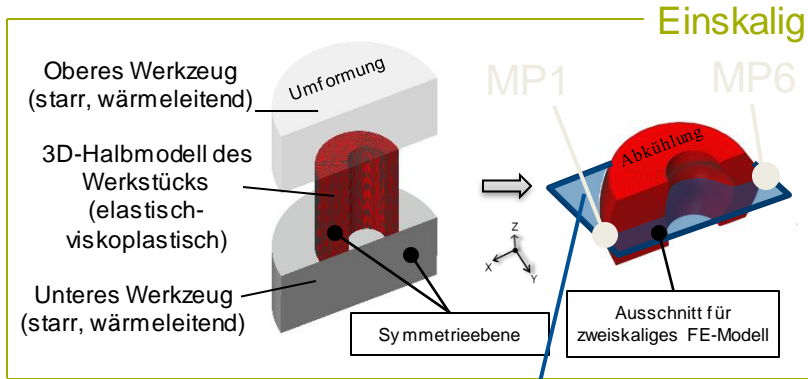 Einskalig
Oberes Werkzeug
(starr, wärmeleitend)
Umformung
MP1
MP6
3D-Halbmodell des
Werkstücks
(elastisch-
viskoplastisch)
Abkühlung
Z
X
Y
Unteres Werkzeug
(starr, wärmeleitend)
Symmetrieebene
Ausschnitt für
zweiskaliges FE-Modell